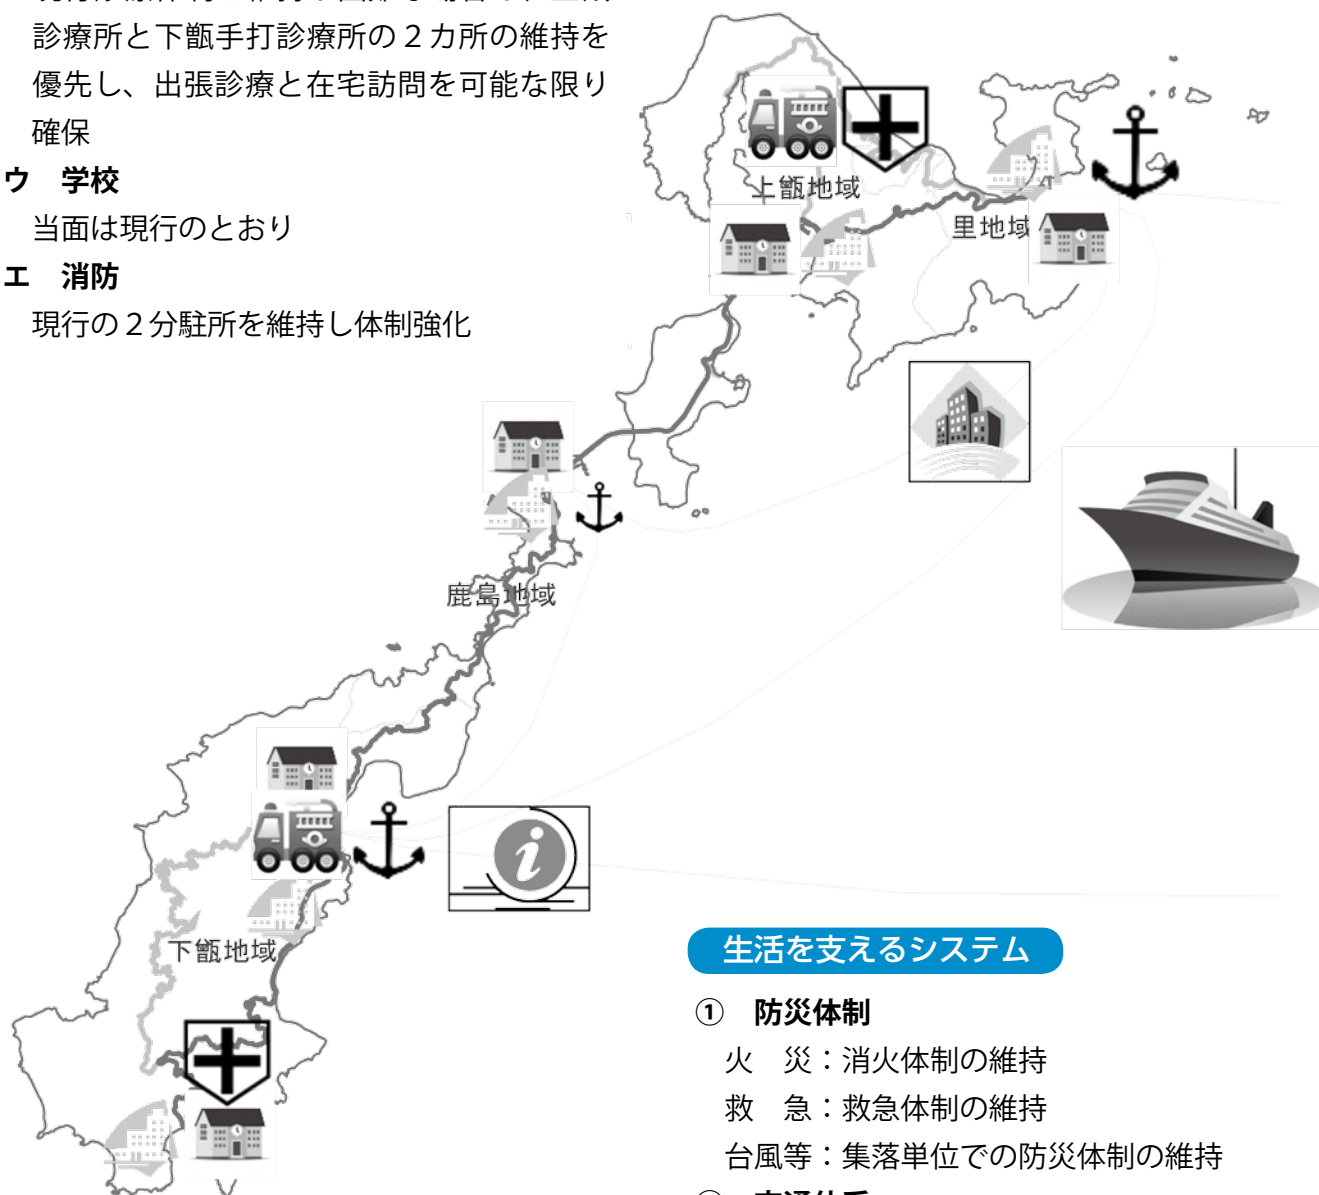 診療所と下甑手打診療所の２カ所の維持を
優先し、出張診療と在宅訪問を可能な限り
確保
ウ　学校
当面は現行のとおり
エ　消防
現行の２分駐所を維持し体制強化
上甑地域
里地域
鹿島地域
下甑地域
生活を支えるシステム
①　防災体制
火　災：消火体制の維持
救　急：救急体制の維持
台風等：集落単位での防災体制の維持